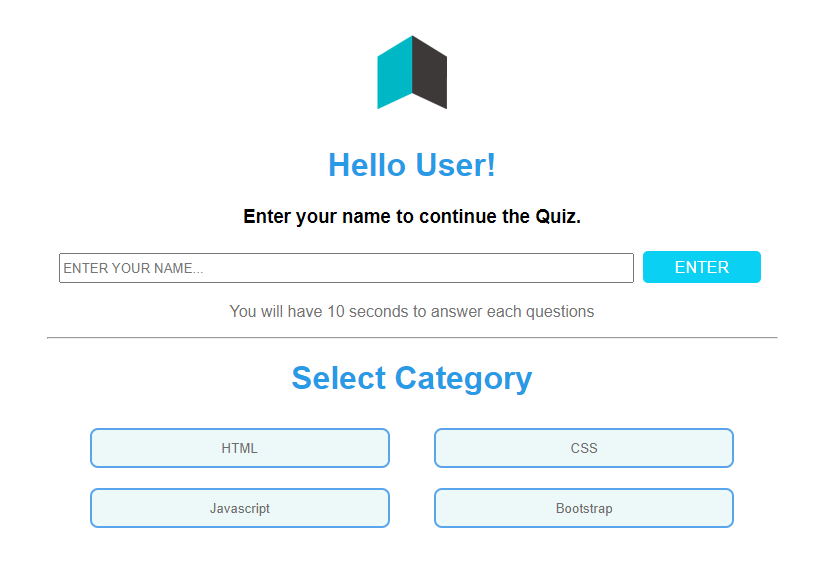 Hello User!
Enter your name to continue the Quiz.
ENTER YOUR NAME...
ENTER
You will have 10 seconds to answer each questions
Select Category
HTML
CSS
Javascript
Bootstrap